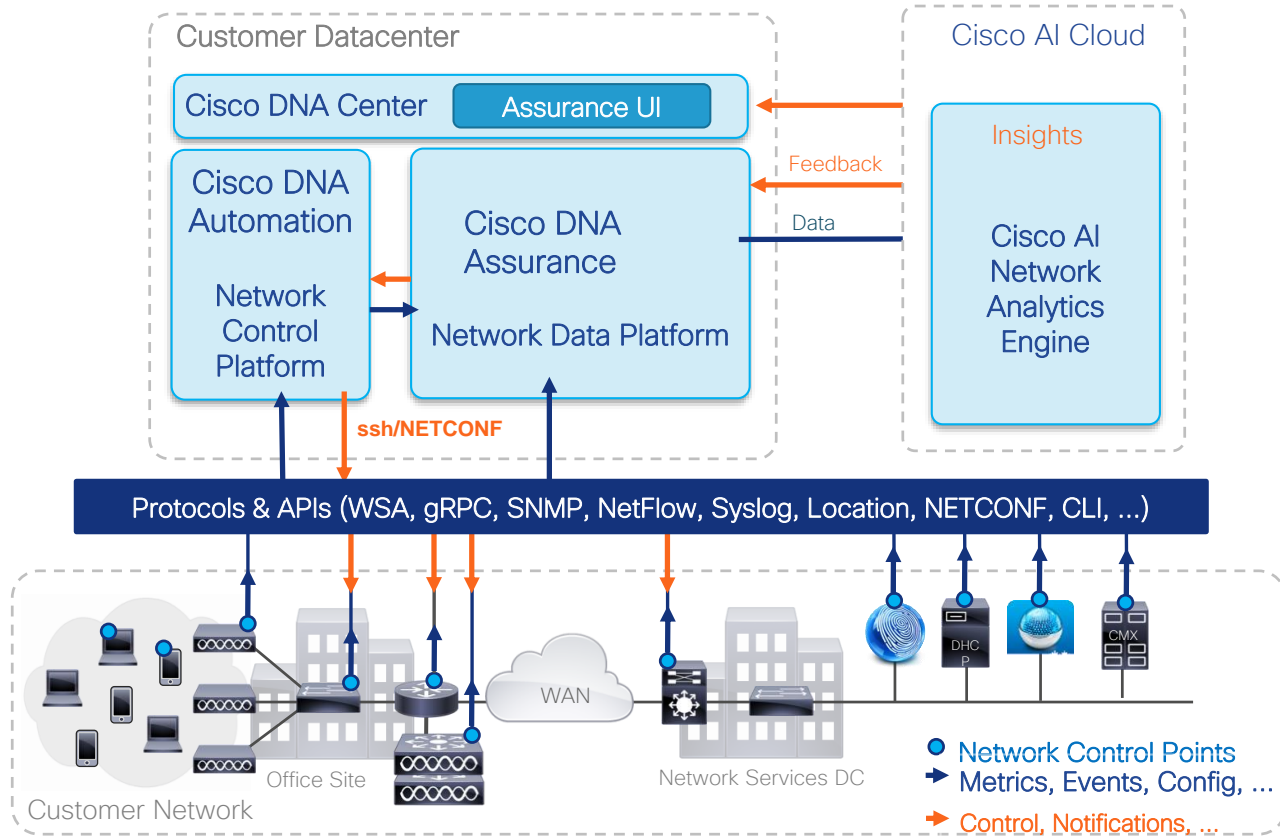 Customer Datacenter
Cisco AI Cloud
Cisco DNA Center
Assurance UI
Insights
Cisco DNA
Automation
Feedback
Cisco DNA
Assurance
Data
Cisco AI
Network
Analytics
Engine
Network
Control
Platform
Network Data Platform
ssh/NETCONF
Protocols & APIs (WSA, gRPC, SNMP, NetFlow, Syslog, Location, NETCONF, CLI, ...)
DHC
P
CMX
WAN
Office Site
Network Services DC
Customer Network
Network Control Points
Metrics, Events, Config, ...
Control, Notifications, ...